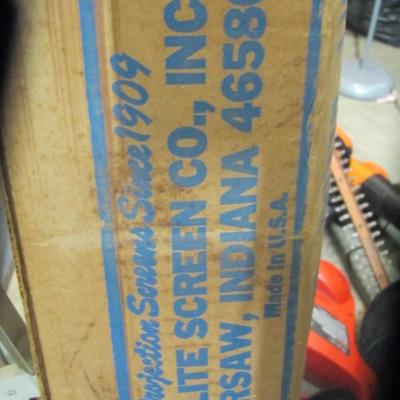 Projection Screens Since 1909
LITE SCREEN CO., INC
RSAW, INDIANA 4658
Made in U.S.A.